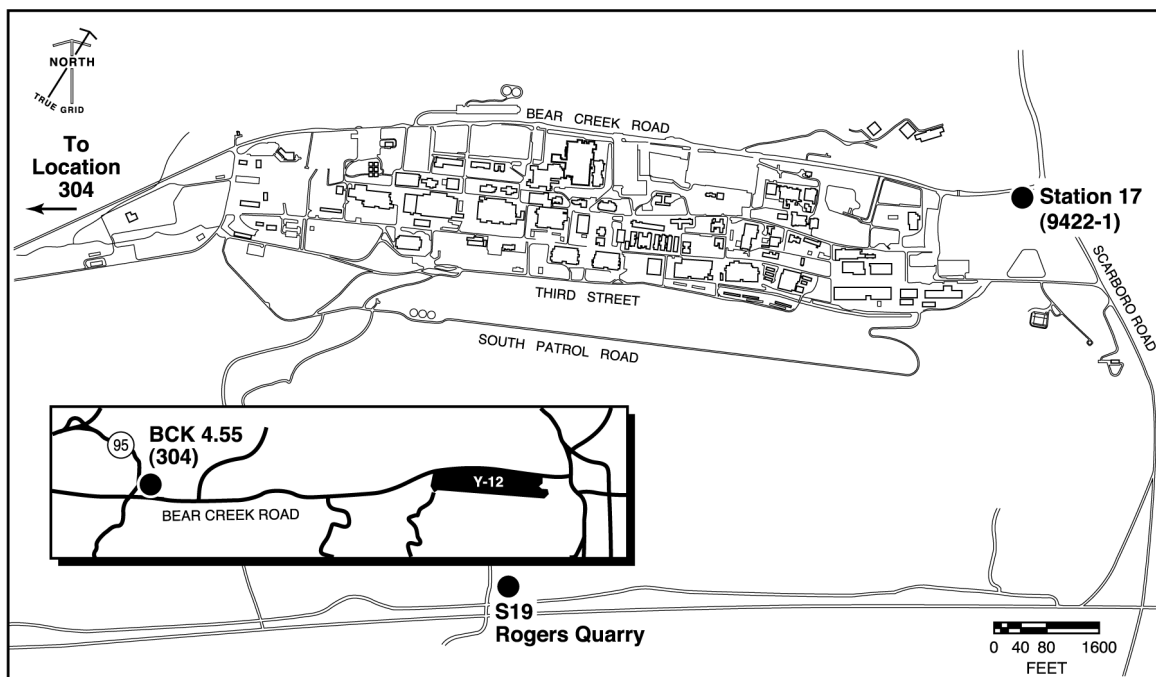 NORTH
TRUE GRID
To
Location
304
BEAR CREEK ROAD
Station 17
(9422-1)
SCARBORO ROAD
THIRD STREET
SOUTH PATROL ROAD
95
BCK 4.55
(304)
Y-12
BEAR CREEK ROAD
S19
Rogers Quarry
0 40 80 1600
FEET